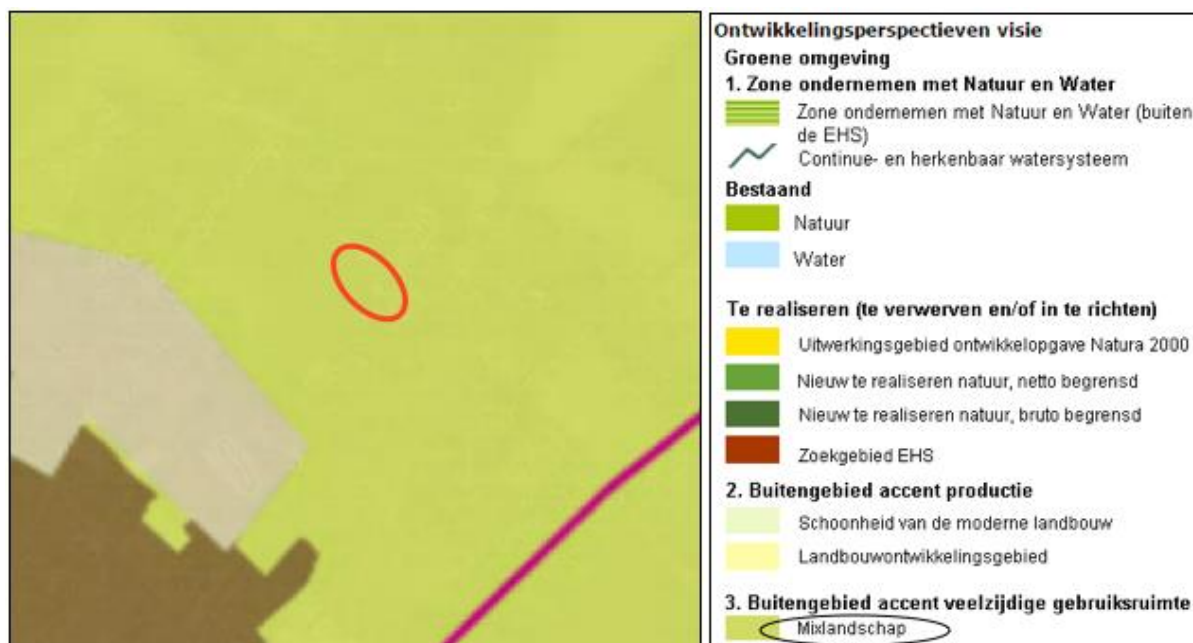 Ontwikkelingsperspectieven visie
Groene omgeving
1. Zone ondernemen met Natuur en Water
Zone ondernemen met Natuur en Water (buiten
de EHS)
Continue- en herkenbaar watersysteem
Bestaand
Natuur
Water
Te realiseren (te verwerven en/of in te richten)
Uitwerkingsgebied ontwikkelopgave Natura 2000
Nieuw te realiseren natuur, netto begrensd
Nieuw te realiseren natuur, bruto begrensd
Zoekgebied EHS
2. Buitengebied accent productie
Schoonheid van de moderne landbouw
Landbouwontwikkelingsgebied
3. Buitengebied accent veelzijdige gebruiksruimte
Mixlandschap